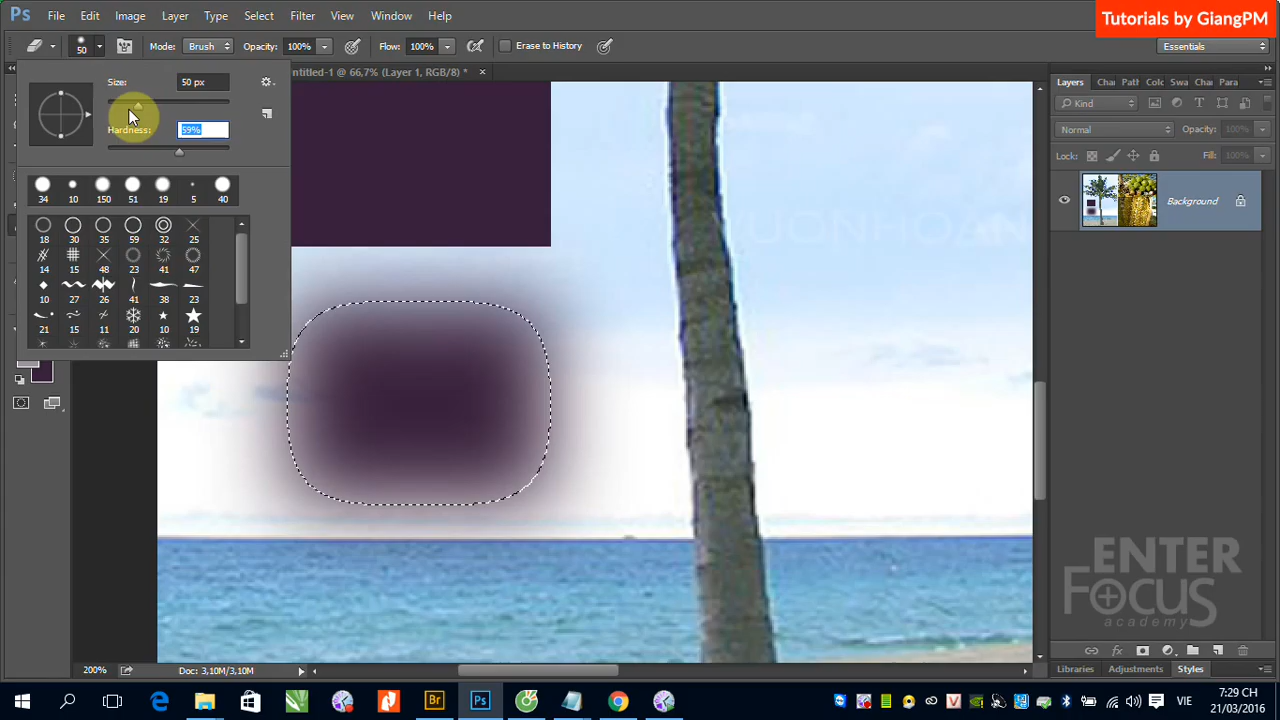 Ps File Edit Image Layer Type Select Filter View Window Help
Tutorials by GiangPM
50 Mode: Brush Opacity: 100% Flow: 100% Erase to History Essentials
ntitled-1 @ 66,7% (Layer 1, RGB/8) *
Size: 50 px
Hardness: 59%
34 10 150 51 19 5 40
18 30 35 59 32 25
14 15 48 23 41 47
10 27 26 41 38 23
21 15 11 20 10 19
Layers Char Path Colo Swa Char Para
Kind
Normal Opacity: 100%
Lock: Fill: 100%
Background
ENTER
FOCUS
academy
200% Doc: 3,10M/3,10M
Libraries Adjustments Styles
Br Ps VIE 7:29 CH
21/03/2016